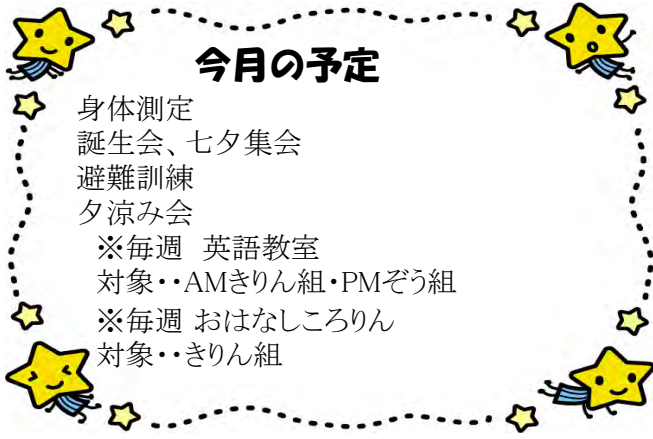 今月の予定
身体測定
誕生会、七夕集会
避難訓練
夕涼み会
※毎週　英語教室
対象・・AMきりん組・PMぞう組
※毎週 おはなしころりん
対象・・きりん組